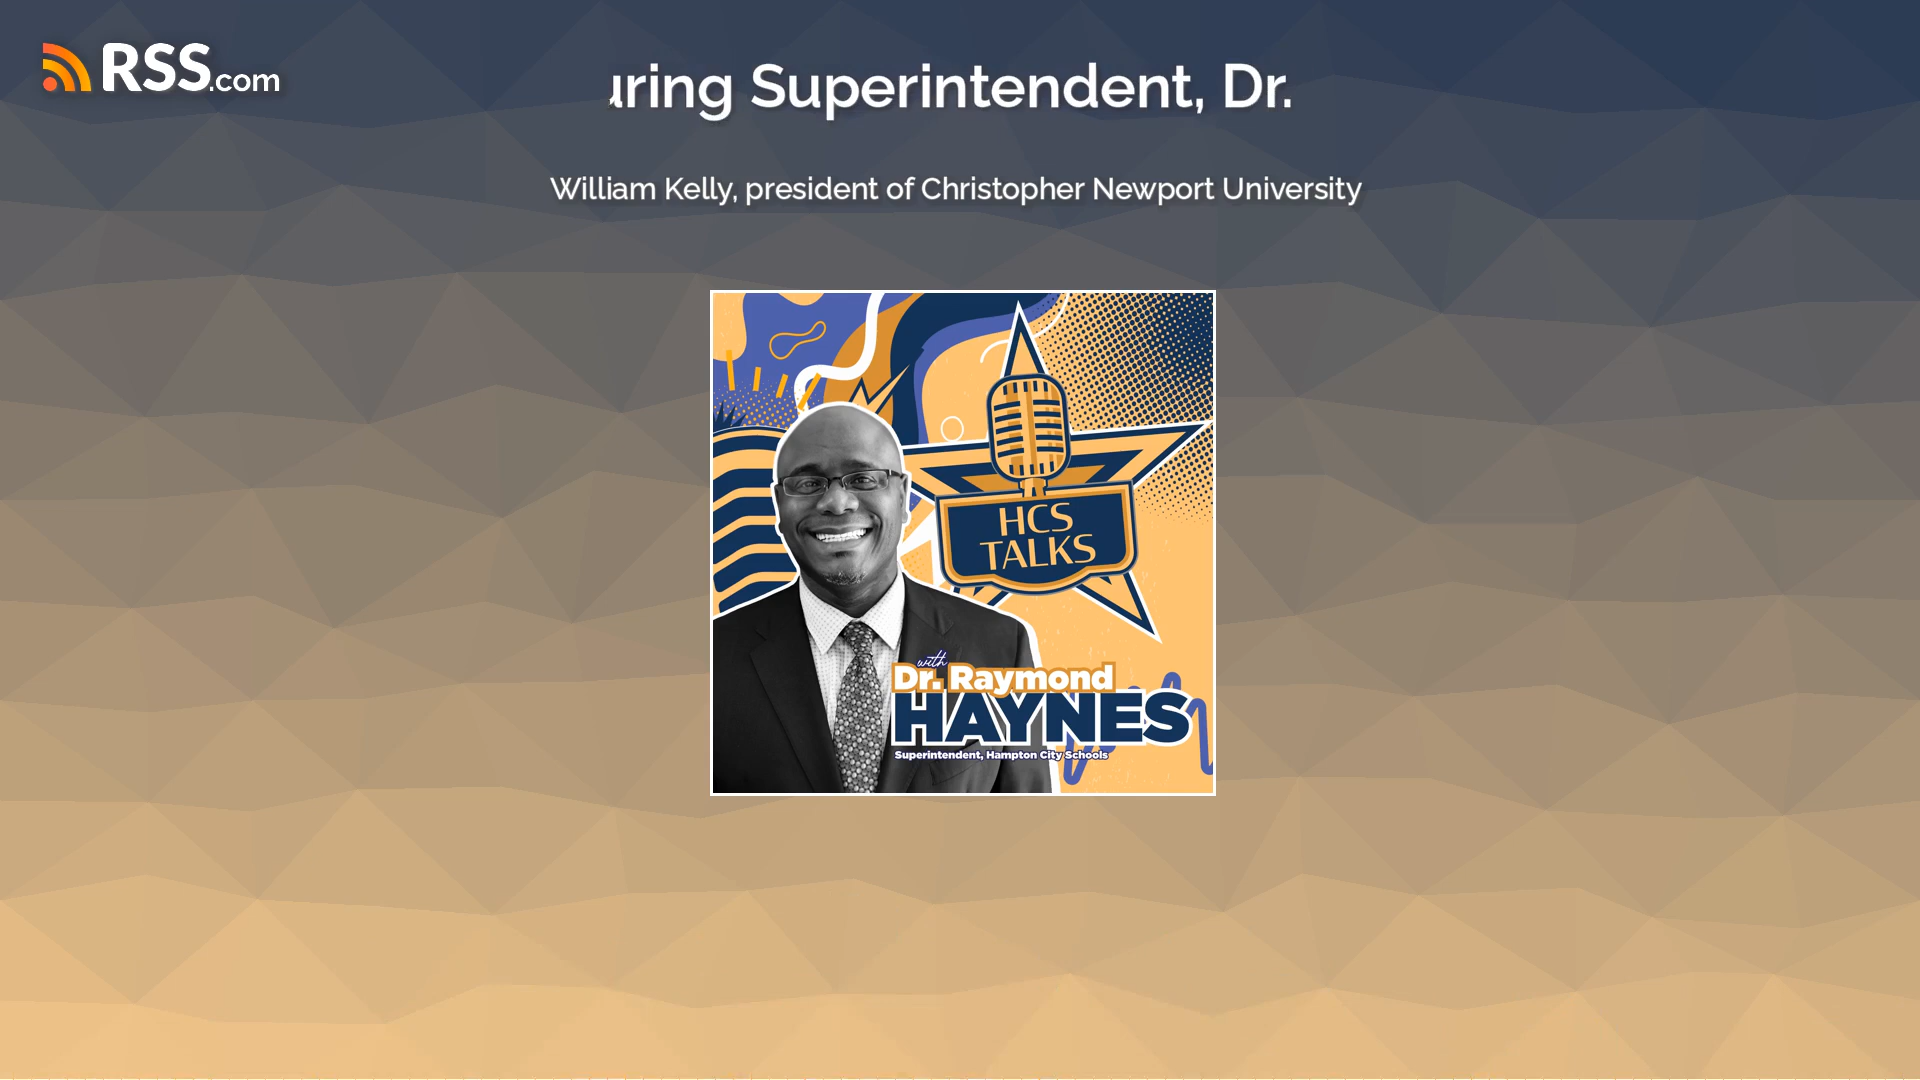 RSS.com
uring Superintendent, Dr.
William Kelly, president of Christopher Newport University
HCS
TALKS
with
Dr. Raymond
HAYNES
Superintendent, Hampton City Schools